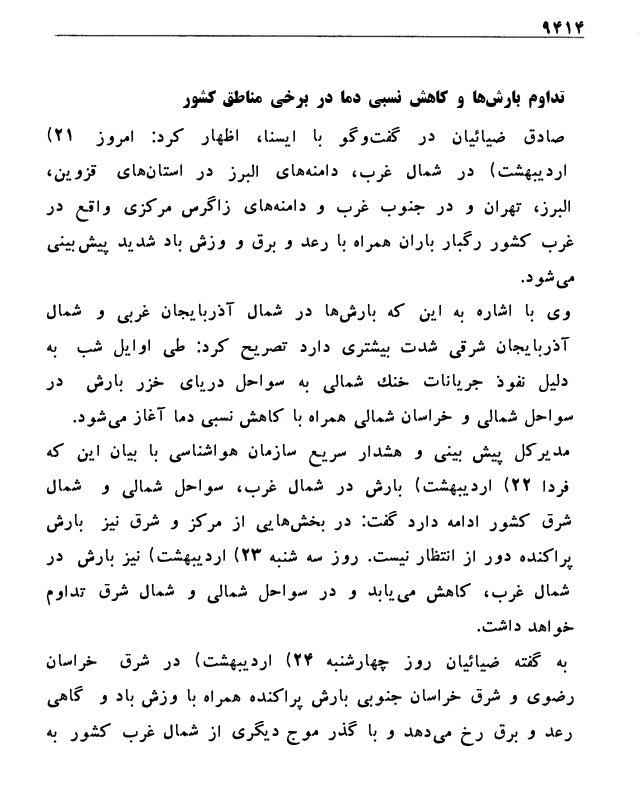 ۹۴۱۴
تداوم بارش‌ها و کاهش نسبی دما در برخی مناطق کشور
صادق ضیائیان در گفت‌وگو با ایسنا، اظهار کرد: امروز ۲۱)
اردیبهشت) در شمال غرب، دامنه‌های البرز در استان‌های قزوین،
البرز، تهران و در جنوب غرب و دامنه‌های زاگرس مرکزی واقع در
غرب کشور رگبار باران همراه با رعد و برق و وزش باد شدید پیش‌بینی
می‌شود.
وی با اشاره به این که بارش‌ها در شمال آذربایجان غربی و شمال
آذربایجان شرقی شدت بیشتری دارد تصریح کرد: طی اوایل شب به
دلیل نفوذ جریانات خنك شمالی به سواحل دریای خزر بارش در
سواحل شمالی و خراسان شمالی همراه با کاهش نسبی دما آغاز می‌شود.
مدیرکل پیش بینی و هشدار سریع سازمان هواشناسی با بیان این که
فردا ۲۲) اردیبهشت) بارش در شمال غرب، سواحل شمالی و شمال
شرق کشور ادامه دارد گفت: در بخش‌هایی از مرکز و شرق نیز بارش
پراکنده دور از انتظار نیست. روز سه شنبه ۲۳) اردیبهشت) نیز بارش در
شمال غرب، کاهش می‌یابد و در سواحل شمالی و شمال شرق تداوم
خواهد داشت.
به گفته ضیائیان روز چهارشنبه ۲۴) اردیبهشت) در شرق خراسان
رضوی و شرق خراسان جنوبی بارش پراکنده همراه با وزش باد و گاهی
رعد و برق رخ می‌دهد و با گذر موج دیگری از شمال غرب کشور به